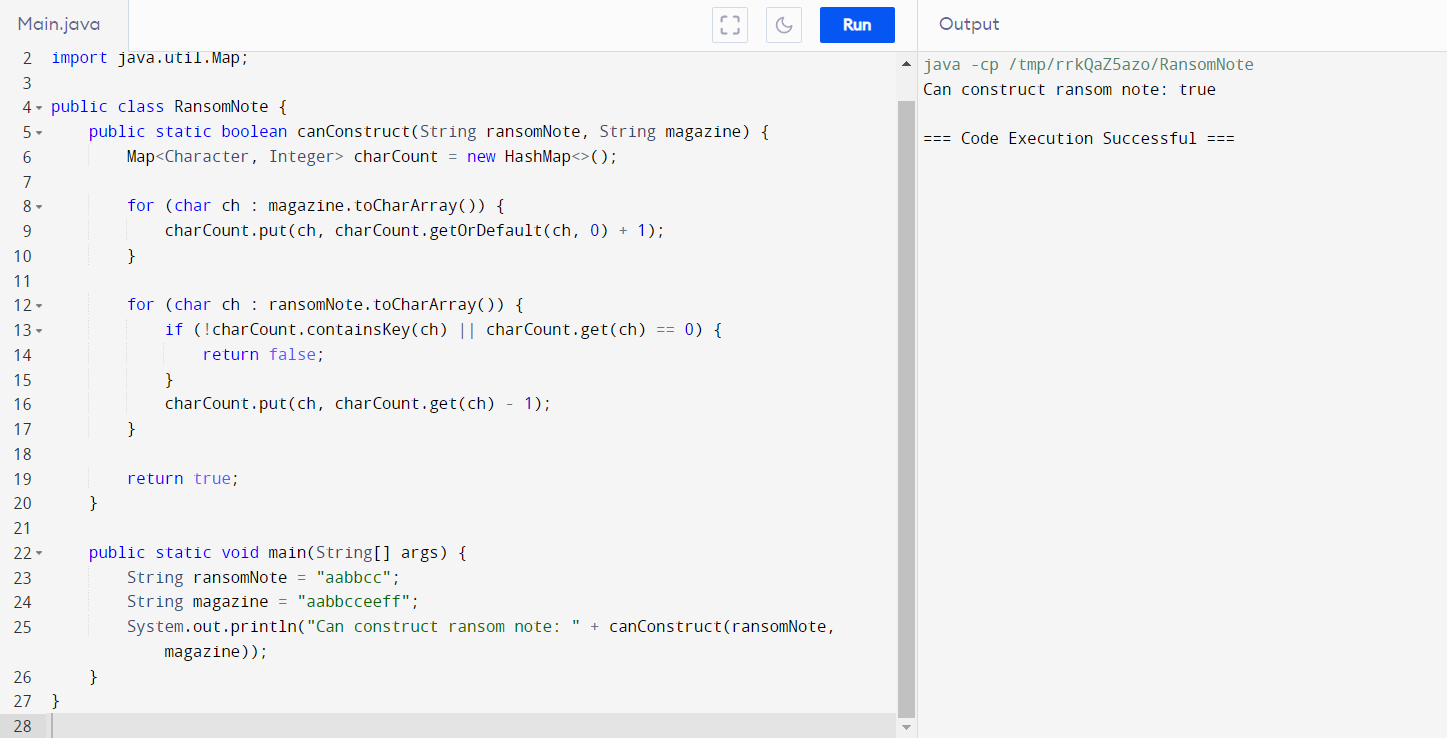 Main.java
Run
Output
2 import java.util.Map;
3
4 public class RansomNote {
5     public static boolean canConstruct(String ransomNote, String magazine) {
6         Map<Character, Integer> charCount = new HashMap<>();
7
8         for (char ch : magazine.toCharArray()) {
9             charCount.put(ch, charCount.getOrDefault(ch, 0) + 1);
10         }
11
12         for (char ch : ransomNote.toCharArray()) {
13             if (!charCount.containsKey(ch) || charCount.get(ch) == 0) {
14                 return false;
15             }
16             charCount.put(ch, charCount.get(ch) - 1);
17         }
18
19         return true;
20     }
21
22     public static void main(String[] args) {
23         String ransomNote = "aabbcc";
24         String magazine = "aabbcceeff";
25         System.out.println("Can construct ransom note: " + canConstruct(ransomNote,
            magazine));
26     }
27 }
28
java -cp /tmp/rrkQaZ5azo/RansomNote
Can construct ransom note: true
=== Code Execution Successful ===